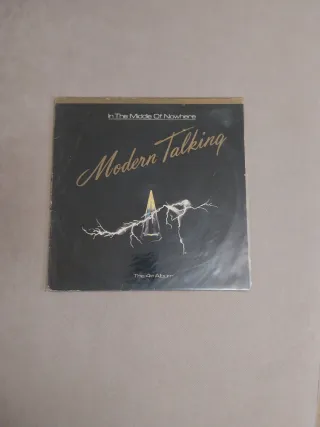 In The Middle Of Nowhere
Modern Talking
The 4th Album